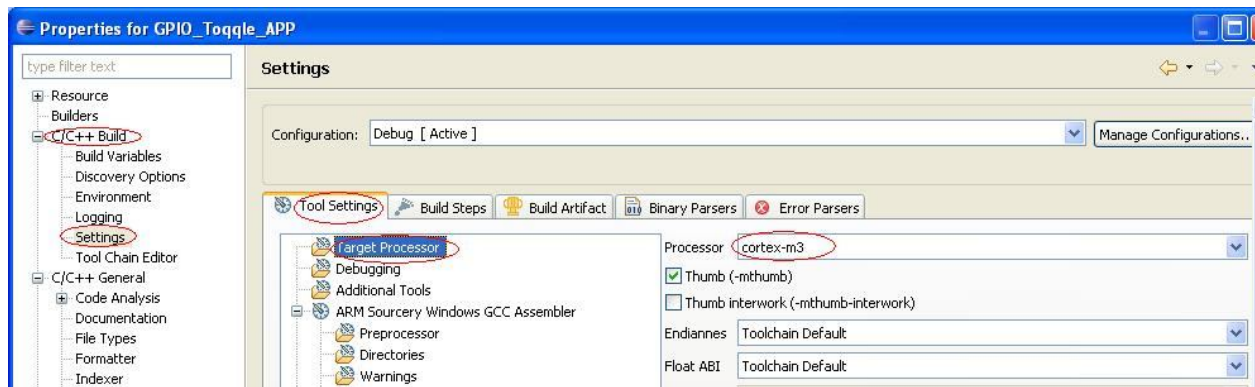 Properties for GPIO_Toqqle_APP
type filter text
Resource
Builders
C/C++ Build
Build Variables
Discovery Options
Environment
Logging
Settings
Tool Chain Editor
C/C++ General
Code Analysis
Documentation
File Types
Formatter
Indexer
Settings
Configuration: Debug [ Active ] Manage Configurations..
Tool Settings Build Steps Build Artifact 010 Binary Parsers Error Parsers
Target Processor
Debugging
Additional Tools
ARM Sourcery Windows GCC Assembler
Preprocessor
Directories
Warnings
Processor cortex-m3
Thumb (-mthumb)
Thumb interwork (-mthumb-interwork)
Endiannes Toolchain Default
Float ABI Toolchain Default